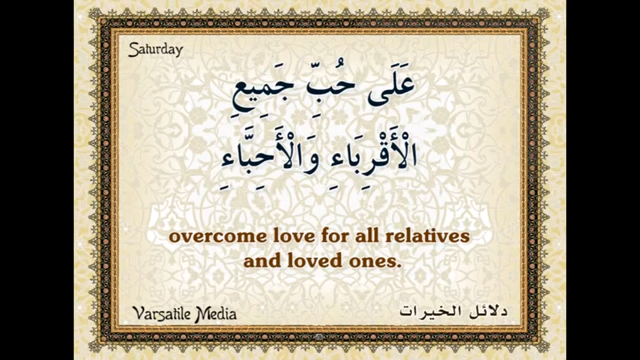 Saturday
عَلَى حُبِّ جَمِيعِ
الْأَقْرِبَاءِ وَالْأَحِبَّاءِ
overcome love for all relatives
and loved ones.
Varsatile Media
دلائل الخيرات